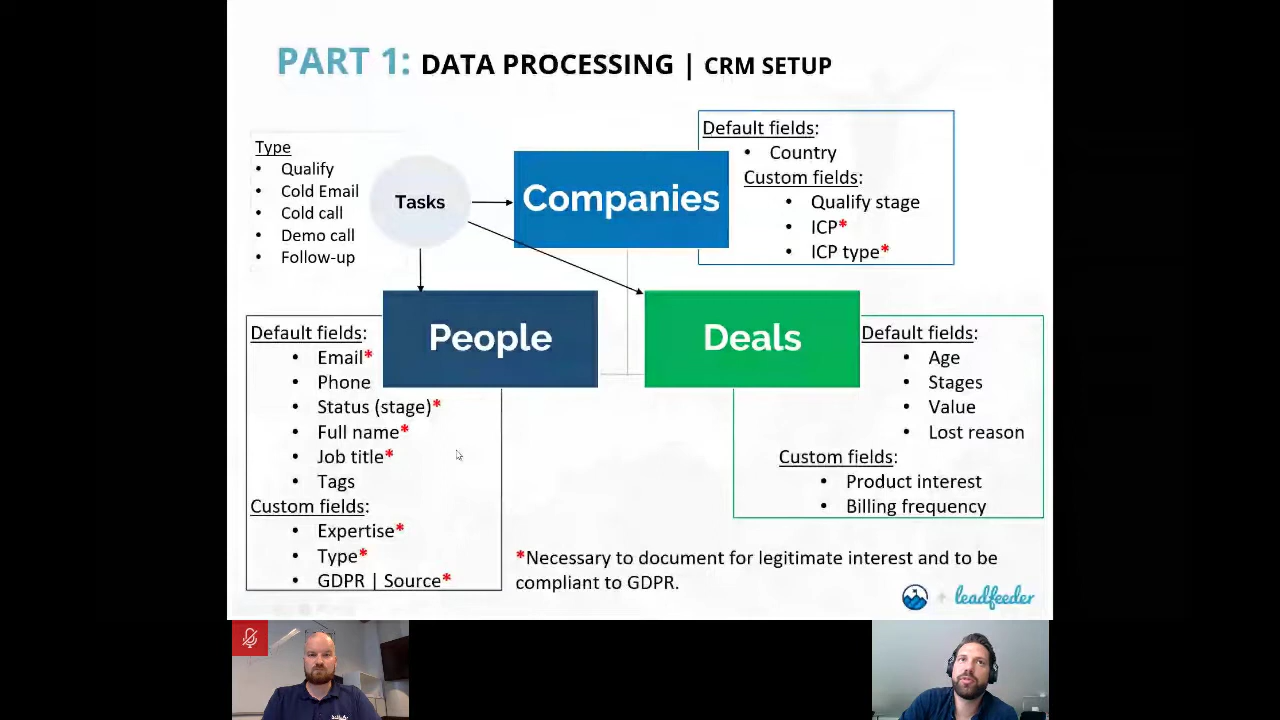 PART 1: DATA PROCESSING | CRM SETUP
Type
• Qualify
• Cold Email
• Cold call
• Demo call
• Follow-up
Tasks
Companies
Default fields:
• Country
Custom fields:
• Qualify stage
• ICP*
• ICP type*
People
Default fields:
• Email*
• Phone
• Status (stage)*
• Full name*
• Job title*
• Tags
Custom fields:
• Expertise*
• Type*
• GDPR | Source*
Deals
Default fields:
• Age
• Stages
• Value
• Lost reason
Custom fields:
• Product interest
• Billing frequency
*Necessary to document for legitimate interest and to be
compliant to GDPR.
+ leadfeeder